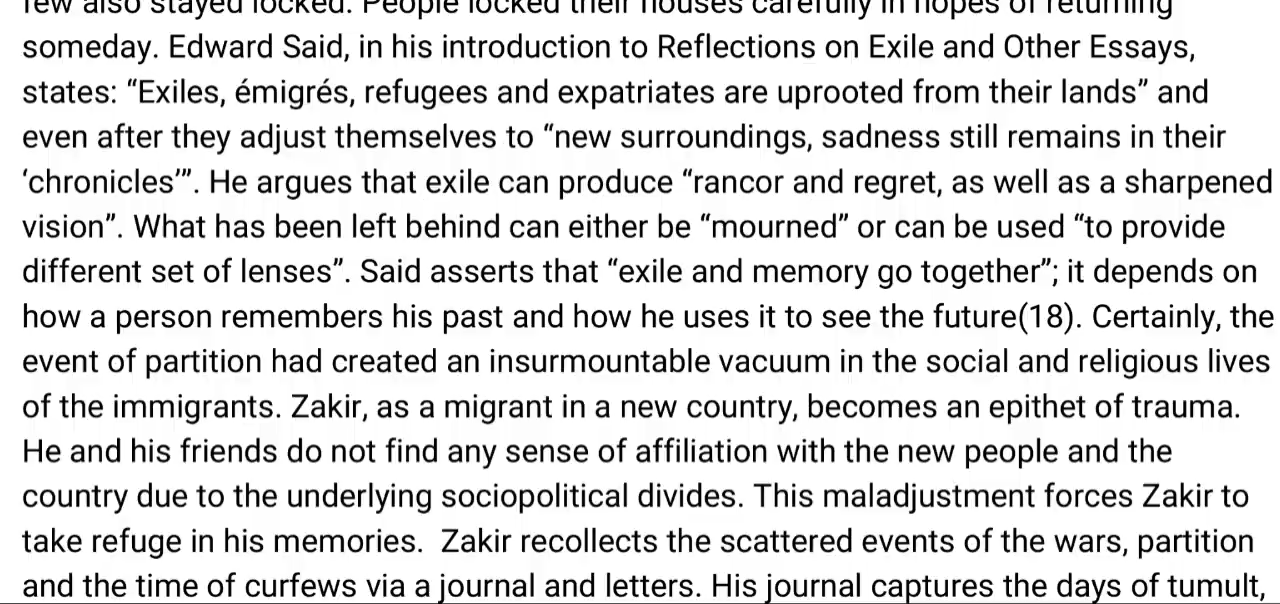 few also stayed locked. People locked their houses carefully in hopes of returning
someday. Edward Said, in his introduction to Reflections on Exile and Other Essays,
states: “Exiles, émigrés, refugees and expatriates are uprooted from their lands” and
even after they adjust themselves to “new surroundings, sadness still remains in their
‘chronicles’”. He argues that exile can produce “rancor and regret, as well as a sharpened
vision”. What has been left behind can either be “mourned” or can be used “to provide
different set of lenses”. Said asserts that “exile and memory go together”; it depends on
how a person remembers his past and how he uses it to see the future(18). Certainly, the
event of partition had created an insurmountable vacuum in the social and religious lives
of the immigrants. Zakir, as a migrant in a new country, becomes an epithet of trauma.
He and his friends do not find any sense of affiliation with the new people and the
country due to the underlying sociopolitical divides. This maladjustment forces Zakir to
take refuge in his memories.  Zakir recollects the scattered events of the wars, partition
and the time of curfews via a journal and letters. His journal captures the days of tumult,